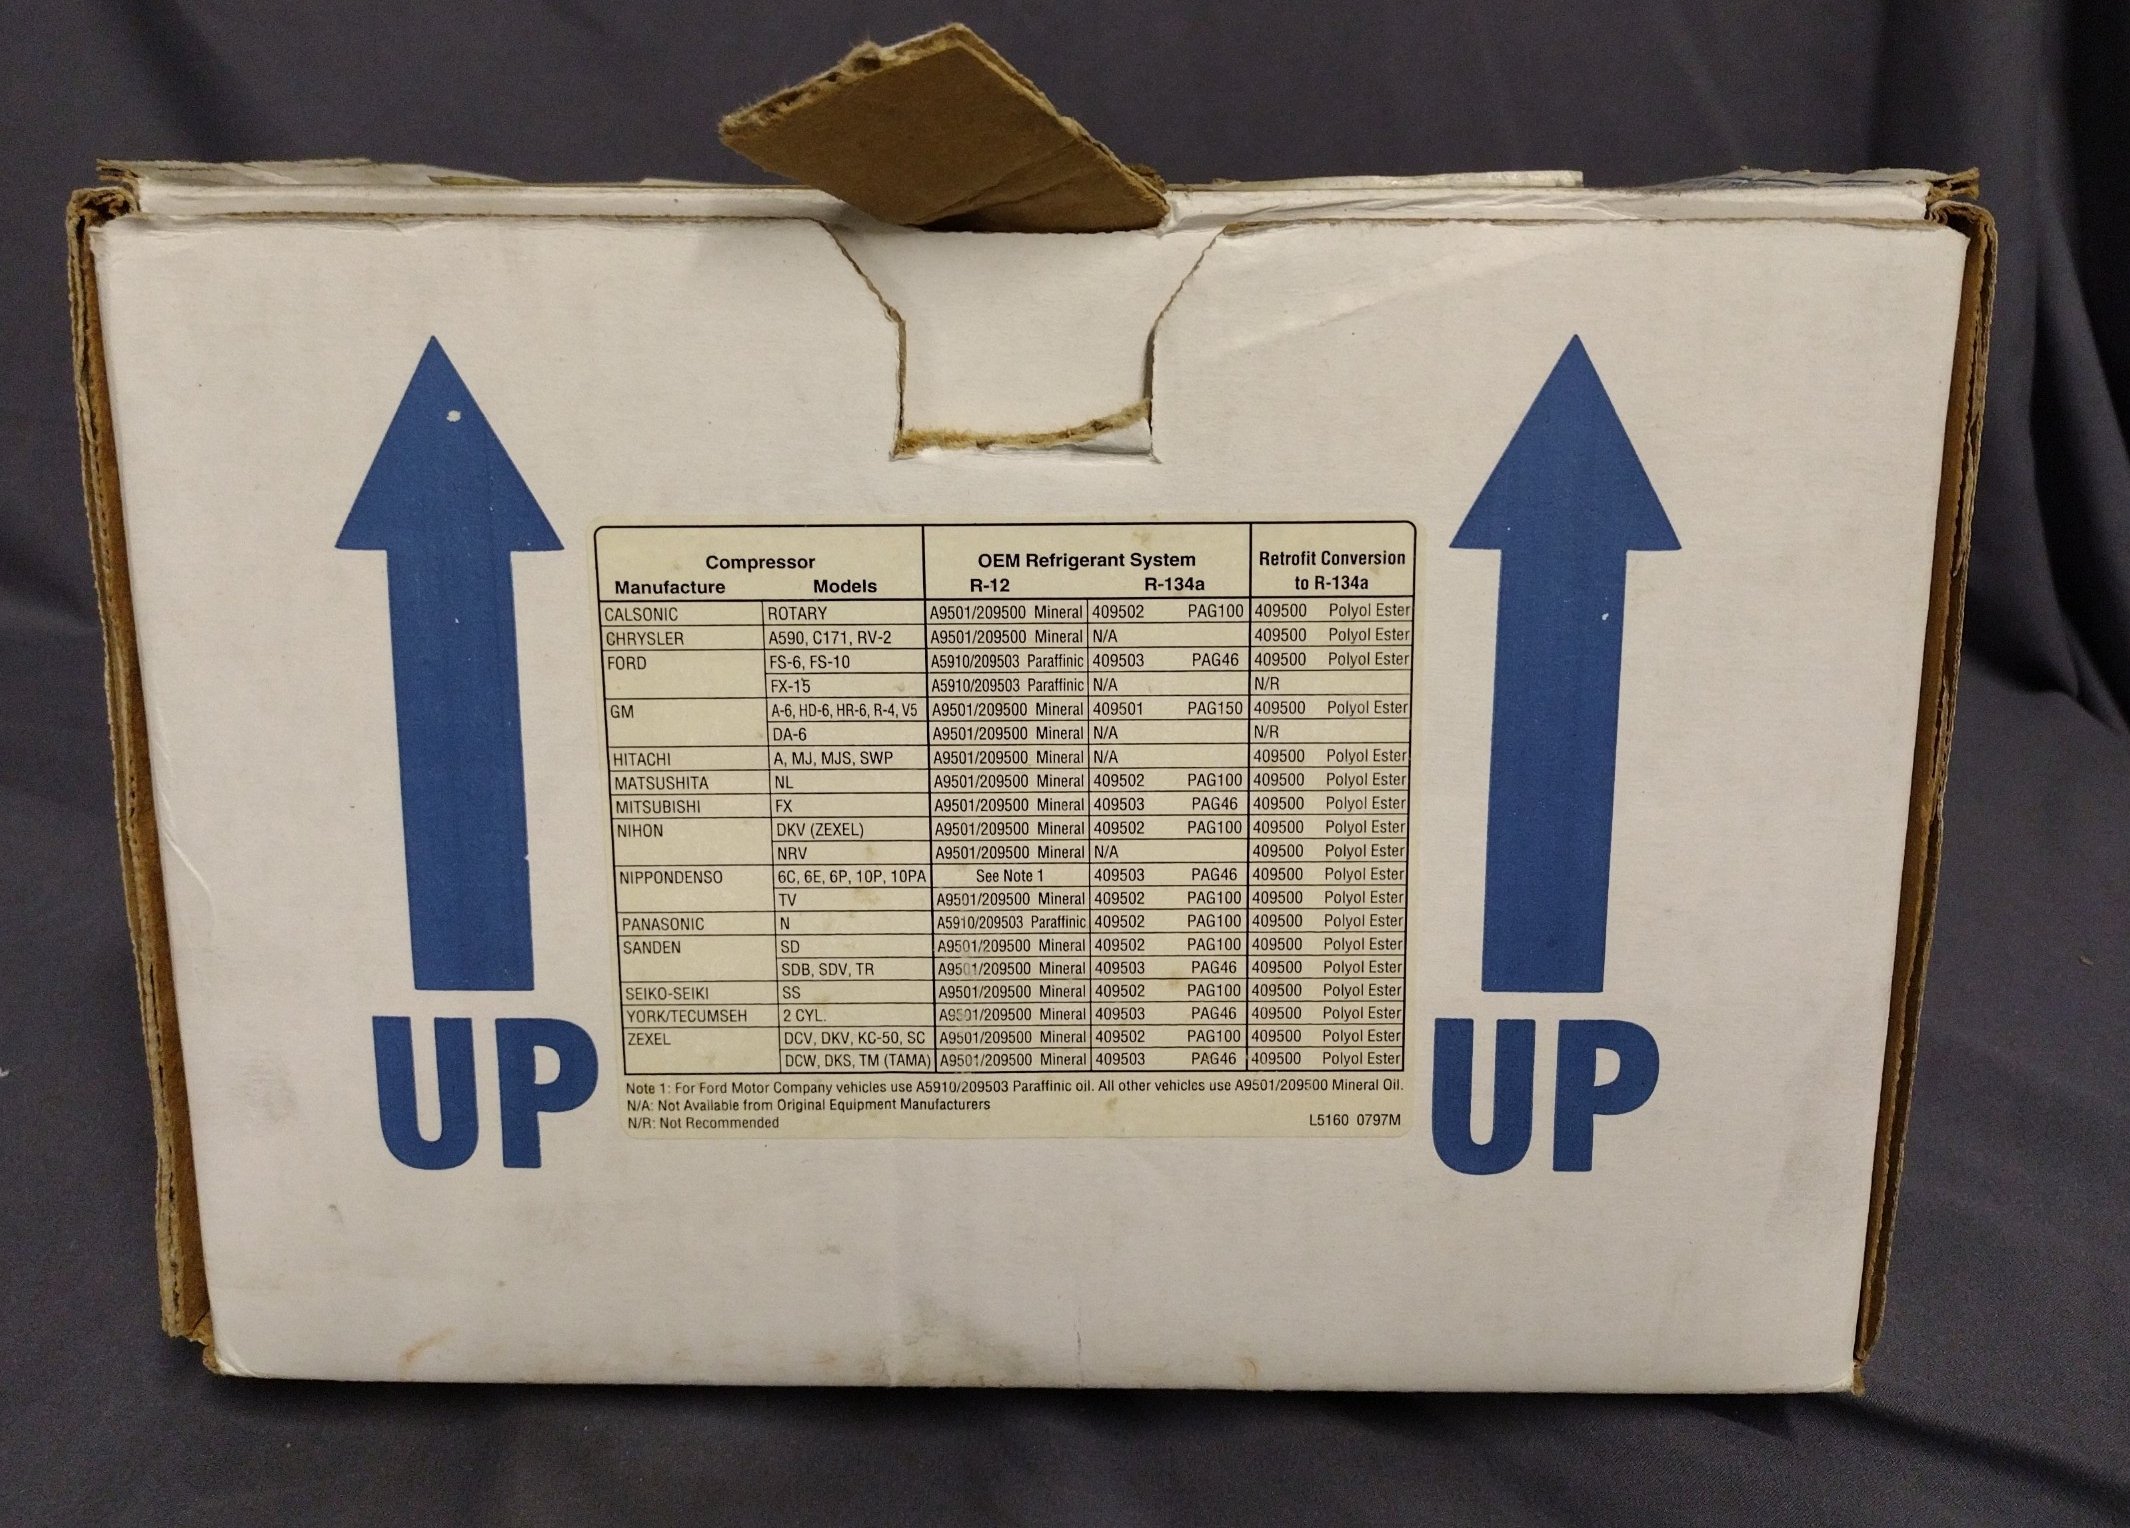 Compressor OEM Refrigerant System Retrofit Conversion
Manufacture Models R-12 R-134a to R-134a
CALSONIC ROTARY A9501/209500 Mineral 409502 PAG100 409500 Polyol Ester
CHRYSLER A590, C171, RV-2 A9501/209500 Mineral N/A 409500 Polyol Ester
FORD FS-6, FS-10 A5910/209503 Paraffinic 409503 PAG46 409500 Polyol Ester
FX-15 A5910/209503 Paraffinic N/A N/R
GM A-6, HD-6, HR-6, R-4, V5 A9501/209500 Mineral 409501 PAG150 409500 Polyol Ester
DA-6 A9501/209500 Mineral N/A N/R
HITACHI A, MJ, MJS, SWP A9501/209500 Mineral N/A 409500 Polyol Ester
MATSUSHITA NL A9501/209500 Mineral 409502 PAG100 409500 Polyol Ester
MITSUBISHI FX A9501/209500 Mineral 409503 PAG46 409500 Polyol Ester
NIHON DKV (ZEXEL) A9501/209500 Mineral 409502 PAG100 409500 Polyol Ester
NRV A9501/209500 Mineral N/A 409500 Polyol Ester
NIPPONDENSO 6C, 6E, 6P, 10P, 10PA See Note 1 409503 PAG46 409500 Polyol Ester
TV A9501/209500 Mineral 409502 PAG100 409500 Polyol Ester
PANASONIC N A5910/209503 Paraffinic 409502 PAG100 409500 Polyol Ester
SANDEN SD A9501/209500 Mineral 409502 PAG100 409500 Polyol Ester
SDB, SDV, TR A9501/209500 Mineral 409503 PAG46 409500 Polyol Ester
SEIKO-SEIKI SS A9501/209500 Mineral 409502 PAG100 409500 Polyol Ester
YORK/TECUMSEH 2 CYL. A9501/209500 Mineral 409503 PAG46 409500 Polyol Ester
ZEXEL DCV, DKV, KC-50, SC A9501/209500 Mineral 409502 PAG100 409500 Polyol Ester
DCW, DKS, TM (TAMA) A9501/209500 Mineral 409503 PAG46 409500 Polyol Ester
Note 1: For Ford Motor Company vehicles use A5910/209503 Paraffinic oil. All other vehicles use A9501/209500 Mineral Oil.
N/A: Not Available from Original Equipment Manufacturers
N/R: Not Recommended L5160 0797M
UP UP